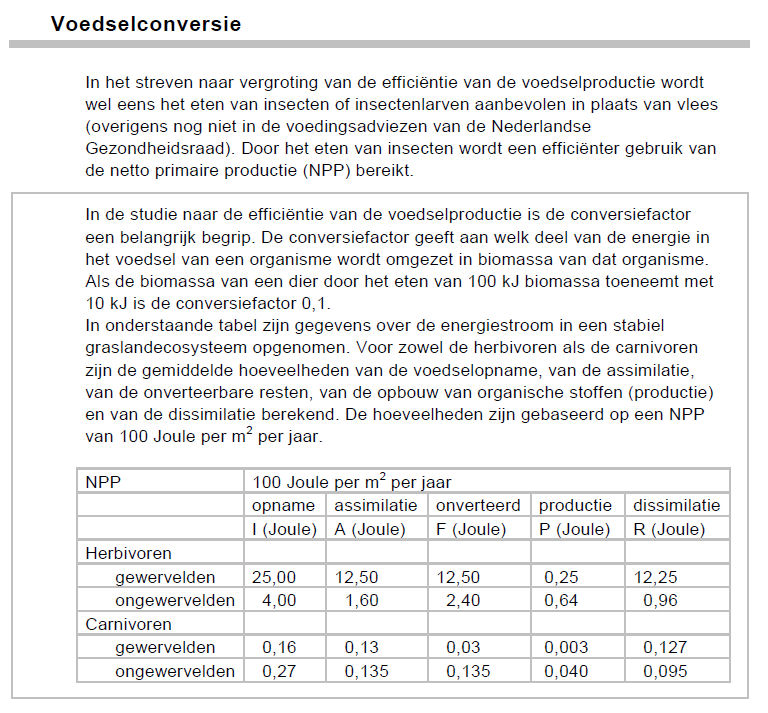 Voedselconversie
In het streven naar vergroting van de efficiëntie van de voedselproductie wordt
wel eens het eten van insecten of insectenlarven aanbevolen in plaats van vlees
(overigens nog niet in de voedingsadviezen van de Nederlandse
Gezondheidsraad). Door het eten van insecten wordt een efficiënter gebruik van
de netto primaire productie (NPP) bereikt.
In de studie naar de efficiëntie van de voedselproductie is de conversiefactor
een belangrijk begrip. De conversiefactor geeft aan welk deel van de energie in
het voedsel van een organisme wordt omgezet in biomassa van dat organisme.
Als de biomassa van een dier door het eten van 100 kJ biomassa toeneemt met
10 kJ is de conversiefactor 0,1.
In onderstaande tabel zijn gegevens over de energiestroom in een stabiel
graslandecosysteem opgenomen. Voor zowel de herbivoren als de carnivoren
zijn de gemiddelde hoeveelheden van de voedselopname, van de assimilatie,
van de onverteerbare resten, van de opbouw van organische stoffen (productie)
en van de dissimilatie berekend. De hoeveelheden zijn gebaseerd op een NPP
van 100 Joule per m² per jaar.
NPP 100 Joule per m² per jaar
opname assimilatie onverteerd productie dissimilatie
I (Joule) A (Joule) F (Joule) P (Joule) R (Joule)
Herbivoren
gewervelden 25,00 12,50 12,50 0,25 12,25
ongewervelden 4,00 1,60 2,40 0,64 0,96
Carnivoren
gewervelden 0,16 0,13 0,03 0,003 0,127
ongewervelden 0,27 0,135 0,135 0,040 0,095